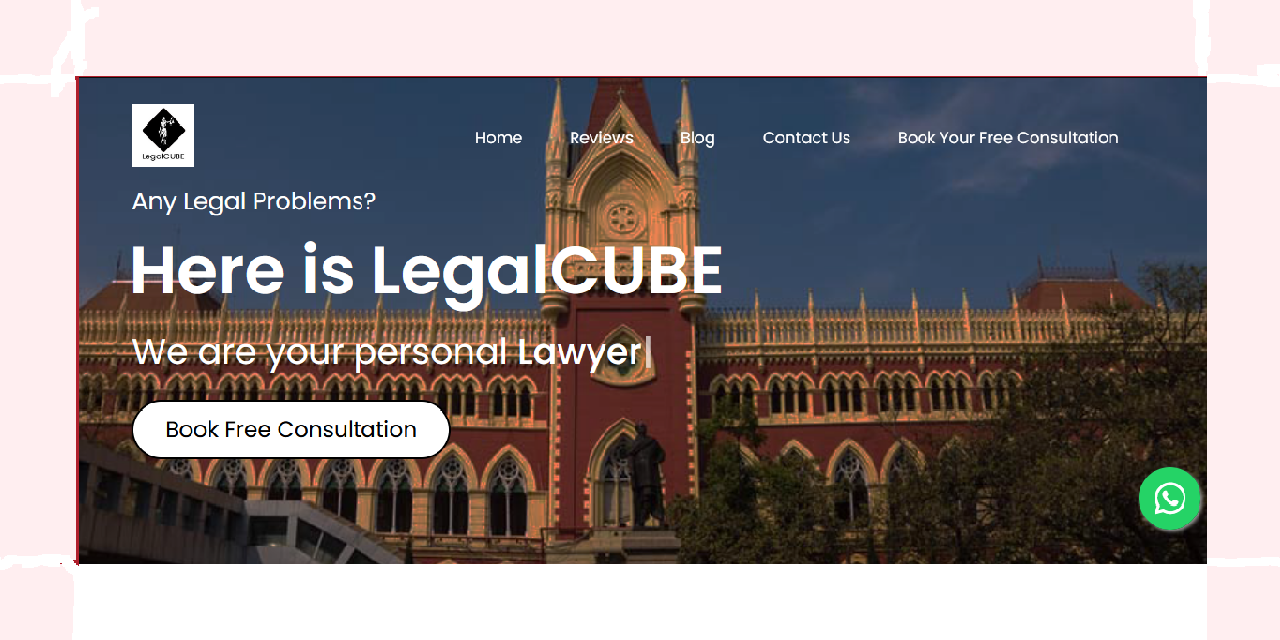 LegalCUBE
Home Reviews Blog Contact Us Book Your Free Consultation
Any Legal Problems?
Here is LegalCUBE
We are your personal Lawyer|
Book Free Consultation